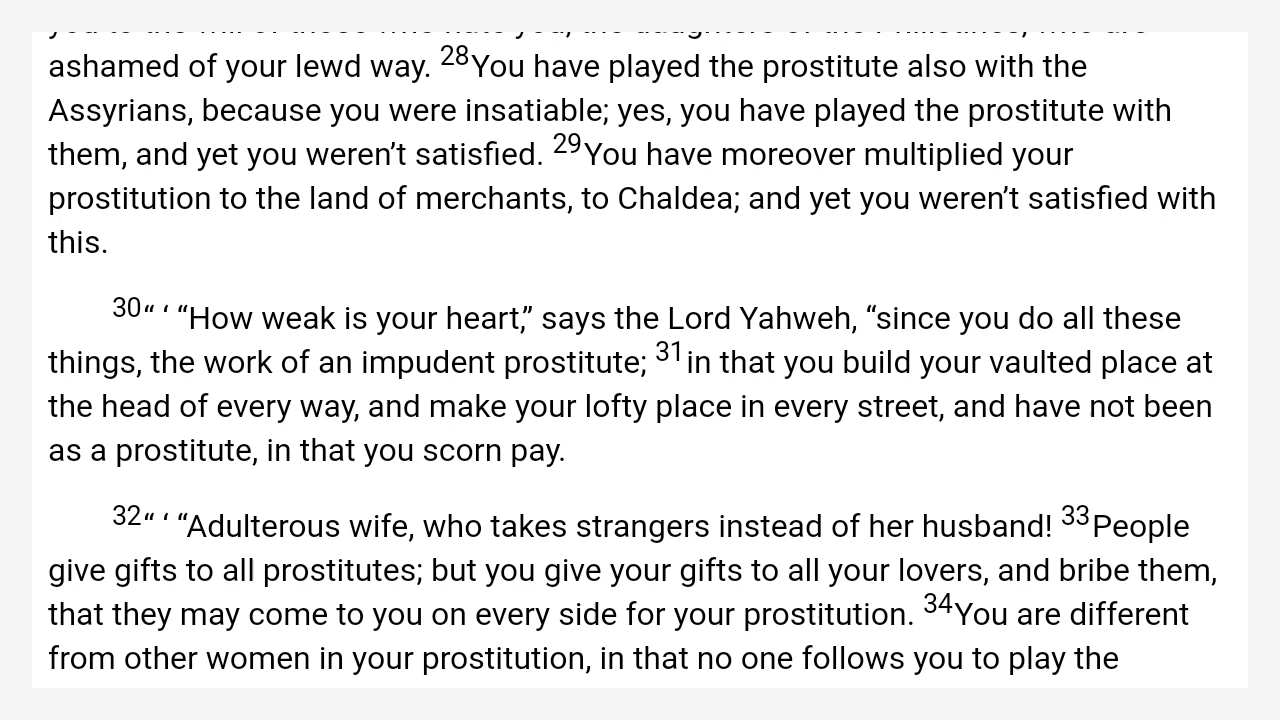 ashamed of your lewd way. 28You have played the prostitute also with the
Assyrians, because you were insatiable; yes, you have played the prostitute with
them, and yet you weren’t satisfied. 29You have moreover multiplied your
prostitution to the land of merchants, to Chaldea; and yet you weren’t satisfied with
this.
30“ ‘ “How weak is your heart,” says the Lord Yahweh, “since you do all these
things, the work of an impudent prostitute; 31in that you build your vaulted place at
the head of every way, and make your lofty place in every street, and have not been
as a prostitute, in that you scorn pay.
32“ ‘ “Adulterous wife, who takes strangers instead of her husband! 33People
give gifts to all prostitutes; but you give your gifts to all your lovers, and bribe them,
that they may come to you on every side for your prostitution. 34You are different
from other women in your prostitution, in that no one follows you to play the